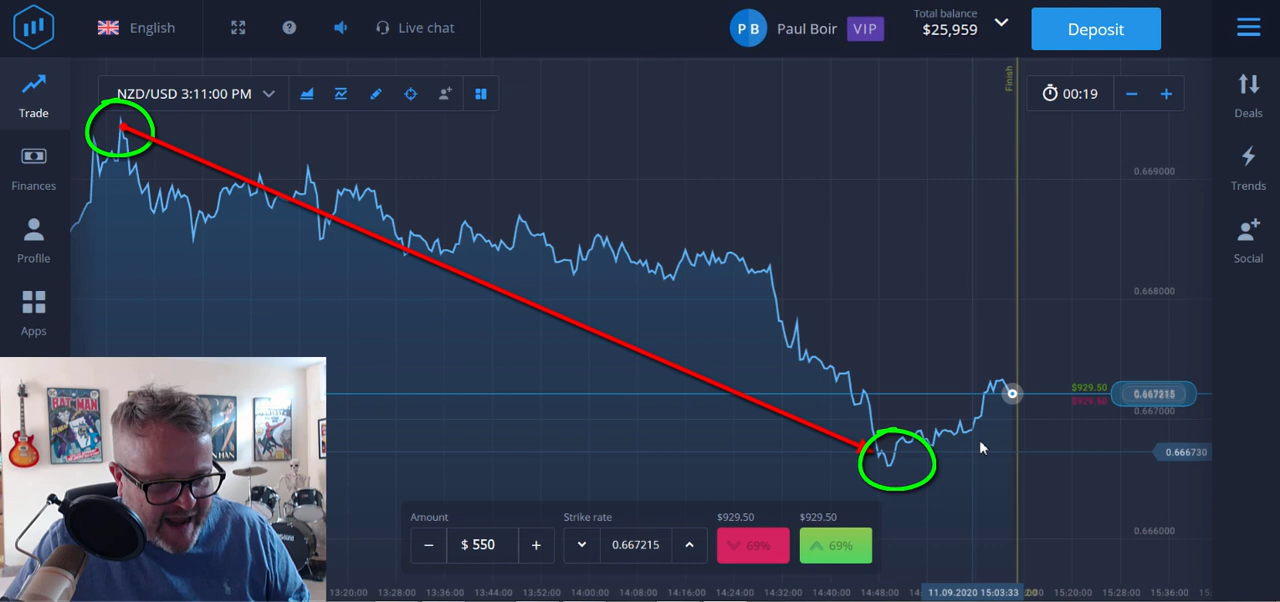 English
Live chat
P B
Paul Boir
VIP
Total balance
$25,959
Deposit
Trade
Finances
Profile
Apps
NZD/USD 3:11:00 PM
Finish
00:19
Deals
Trends
Social
0.669000
0.668000
$929.50
$929.50
0.667215
0.667000
0.666730
0.666000
BATMAN
Amount
$ 550
Strike rate
0.667215
$929.50
69%
$929.50
69%
13:20:00
13:28:00
13:36:00
13:44:00
13:52:00
14:00:00
14:08:00
14:16:00
14:24:00
14:32:00
14:40:00
14:48:00
11.09.2020 15:03:33
15:20:00
15:28:00
15:36:00